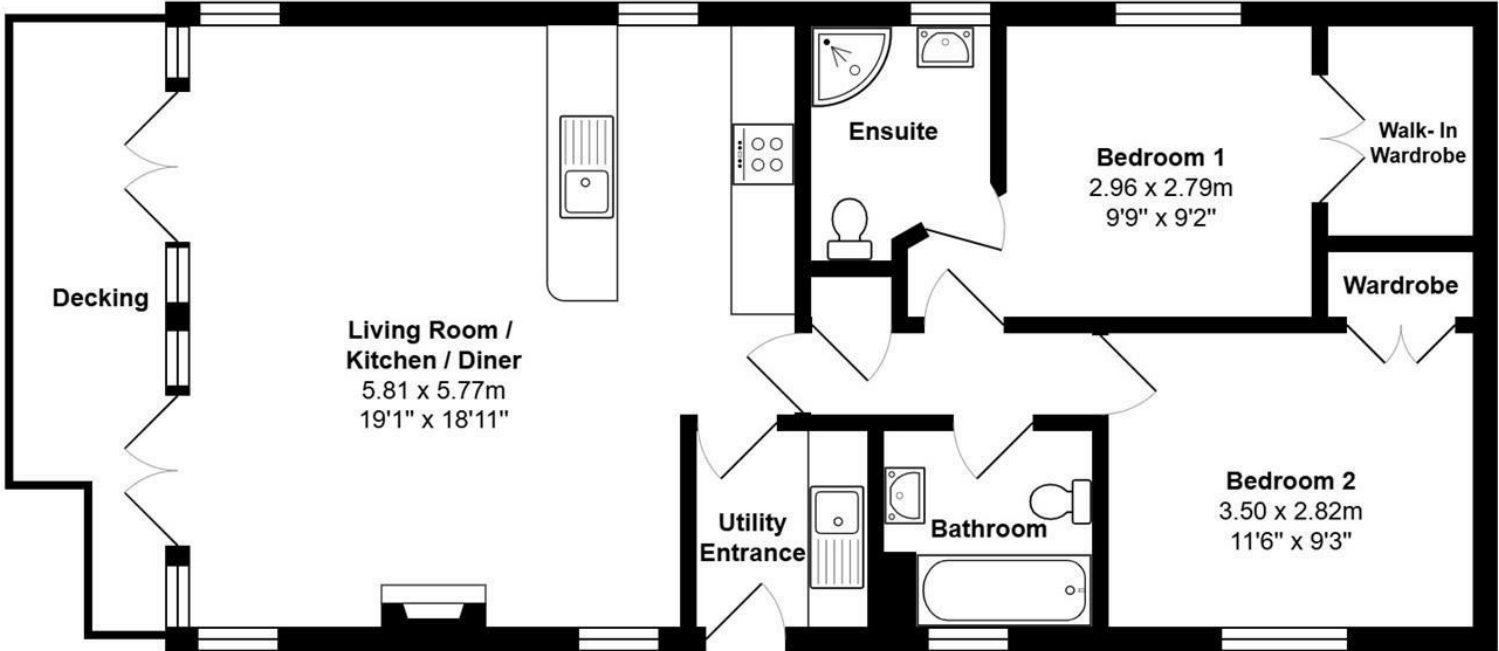 Decking
Living Room /
Kitchen / Diner
5.81 x 5.77m
19'1" x 18'11"
Ensuite
Bedroom 1
2.96 x 2.79m
9'9" x 9'2"
Walk- In
Wardrobe
Wardrobe
Utility
Entrance
Bathroom
Bedroom 2
3.50 x 2.82m
11'6" x 9'3"